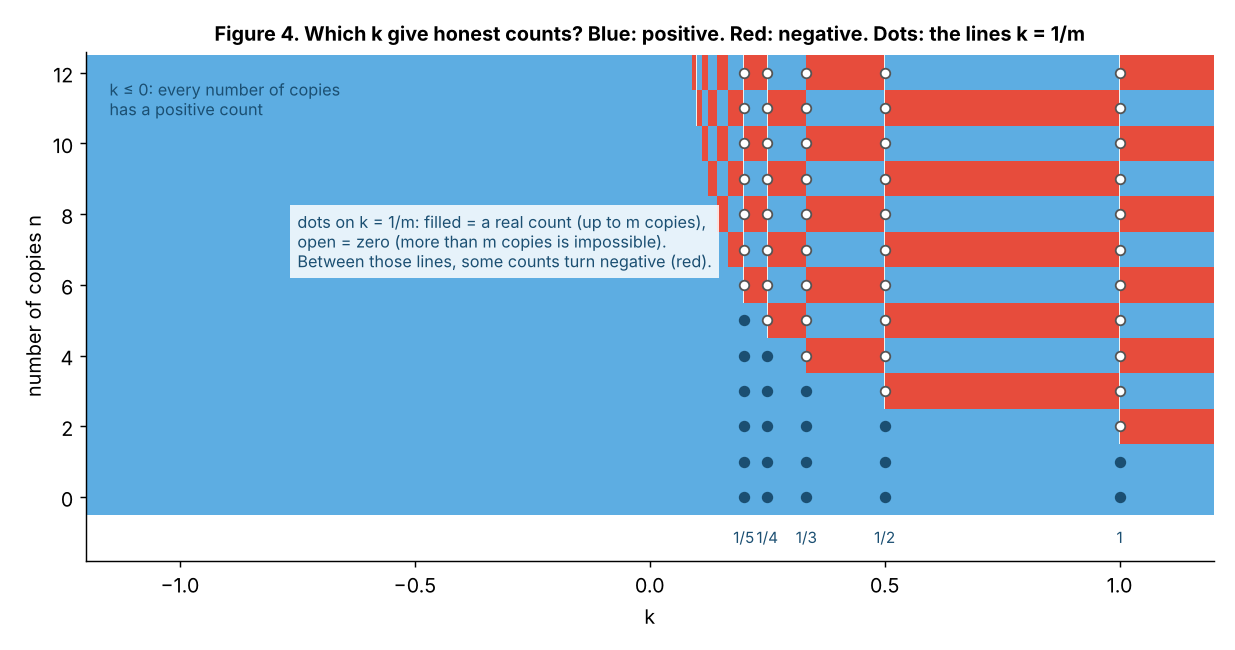 Figure 4. Which k give honest counts? Blue: positive. Red: negative. Dots: the lines k = 1/m
number of copies n
12
10
8
6
4
2
0
k ≤ 0: every number of copies
has a positive count
dots on k = 1/m: filled = a real count (up to m copies),
open = zero (more than m copies is impossible).
Between those lines, some counts turn negative (red).
1/5 1/4 1/3 1/2 1
−1.0 −0.5 0.0 0.5 1.0
k